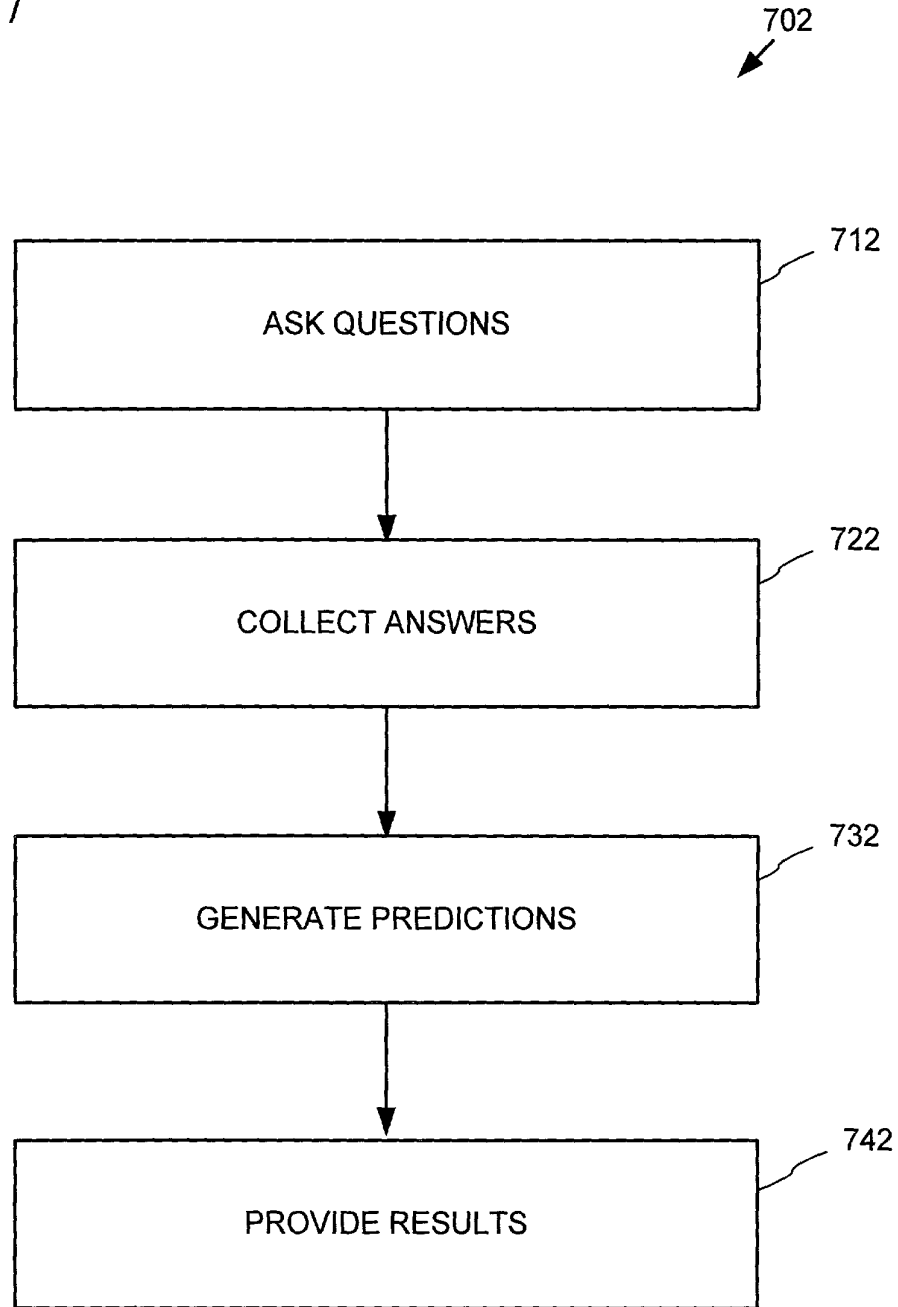 702
712
ASK QUESTIONS
722
COLLECT ANSWERS
732
GENERATE PREDICTIONS
742
PROVIDE RESULTS